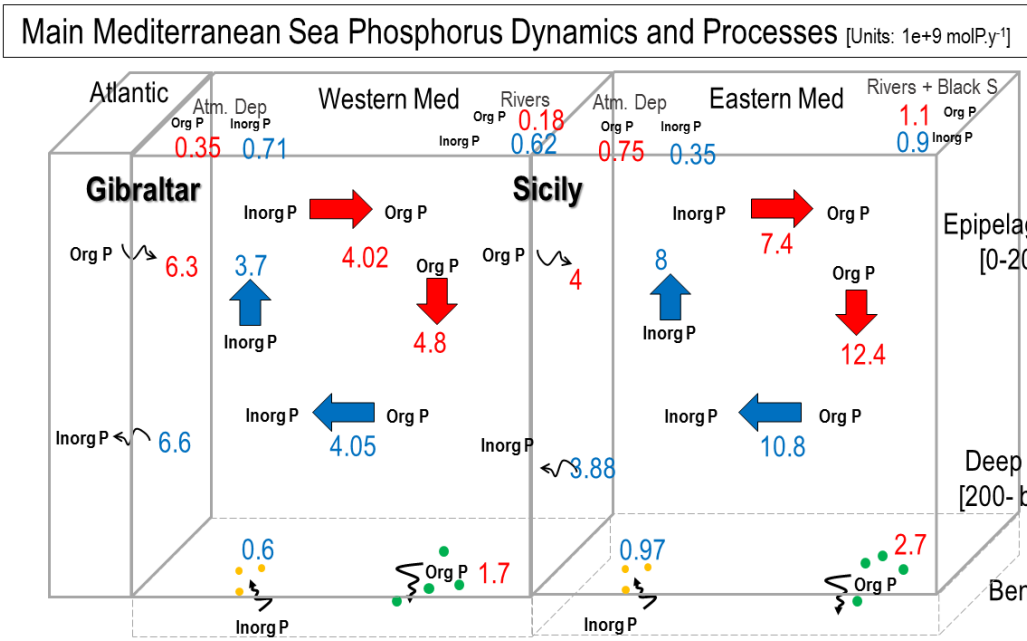 Main Mediterranean Sea Phosphorus Dynamics and Processes [Units: 1e+9 molP.y-1]
Atlantic
Atm. Dep
Org P Inorg P
0.35 0.71
Western Med
Rivers
Org P 0.18
Inorg P 0.62
Atm. Dep
Org P Inorg P
0.75 0.35
Eastern Med
Rivers + Black S
1.1 Org P
0.9 Inorg P
Gibraltar
Sicily
Inorg P Org P
4.02
Inorg P Org P
7.4
Org P 6.3
3.7
Inorg P
Org P
4.8
Org P 4
8
Inorg P
Org P
12.4
Epipelag
[0-20
Inorg P 6.6
Inorg P Org P
4.05
Inorg P 3.88
Inorg P Org P
10.8
Deep
[200- b
0.6
Inorg P
Org P 1.7
0.97
Inorg P
2.7
Org P
Ben